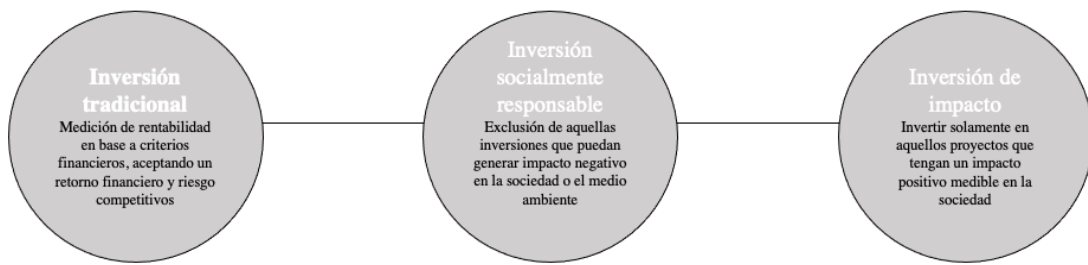 Inversión
tradicional
Medición de rentabilidad
en base a criterios
financieros, aceptando un
retorno financiero y riesgo
competitivos
Inversión
socialmente
responsable
Exclusión de aquellas
inversiones que puedan
generar impacto negativo
en la sociedad o el medio
ambiente
Inversión de
impacto
Invertir solamente en
aquellos proyectos que
tengan un impacto
positivo medible en la
sociedad